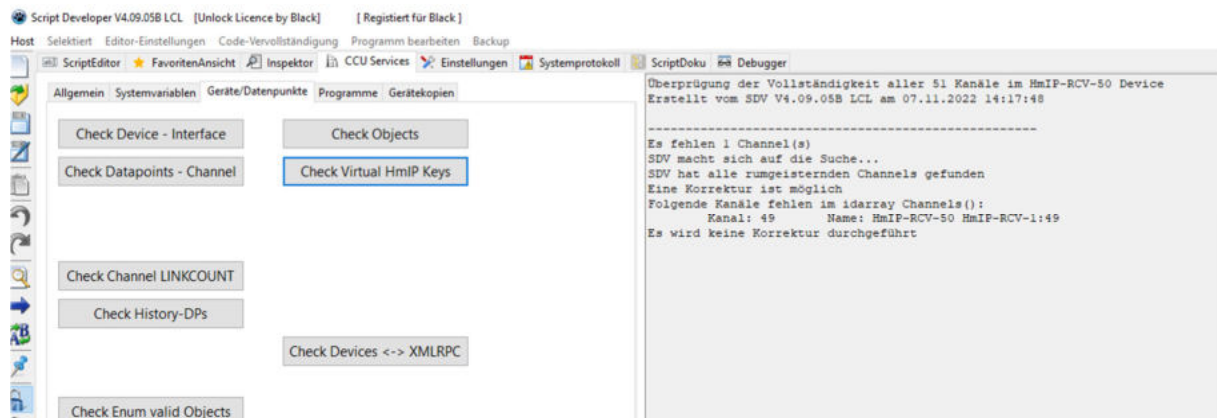 Script Developer V4.09.05B LCL [Unlock Licence by Black] [ Registiert für Black ]
Host Selektiert Editor-Einstellungen Code-Vervollständigung Programm bearbeiten Backup
ScriptEditor FavoritenAnsicht Inspektor CCU Services Einstellungen Systemprotokoll ScriptDoku Debugger
Allgemein Systemvariablen Geräte/Datenpunkte Programme Gerätekopien
Check Device - Interface Check Objects
Check Datapoints - Channel Check Virtual HmIP Keys
Check Channel LINKCOUNT
Check History-DPs
Check Devices <-> XMLRPC
Check Enum valid Objects
Überprüfung der Vollständigkeit aller 51 Kanäle im HmIP-RCV-50 Device
Erstellt vom SDV V4.09.05B LCL am 07.11.2022 14:17:48
----------------------------------------------------
Es fehlen 1 Channel(s)
SDV macht sich auf die Suche...
SDV hat alle rumgeisternden Channels gefunden
Eine Korrektur ist möglich
Folgende Kanäle fehlen im idarray Channels():
Kanal: 49 Name: HmIP-RCV-50 HmIP-RCV-1:49
Es wird keine Korrektur durchgeführt